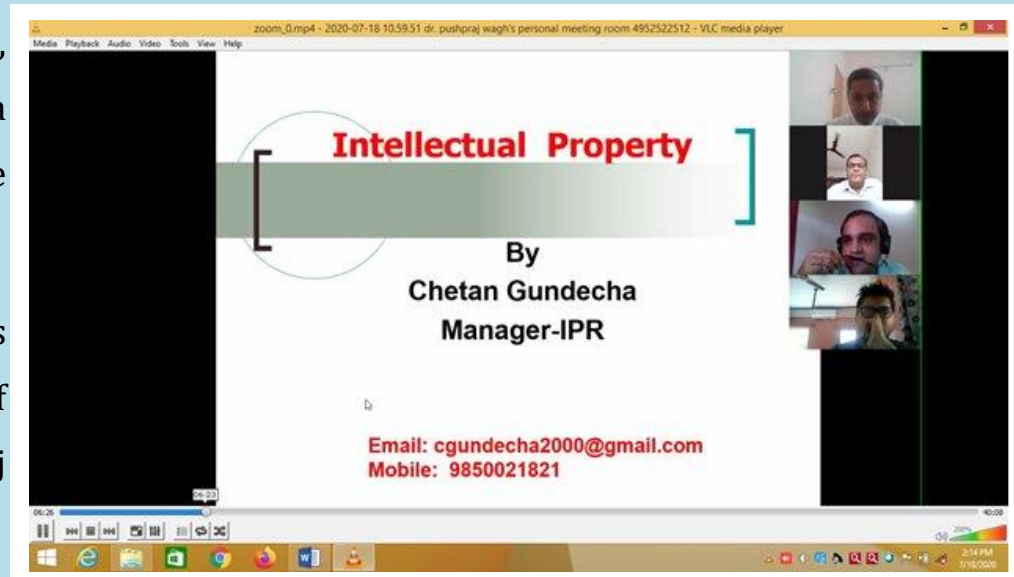 zoom_0.mp4 - 2020-07-18 10.59.51 dr. pushpraj wagh's personal meeting room 4952522512 - VLC media player
Media Playback Audio Video Tools View Help
Intellectual Property
By
Chetan Gundecha
Manager-IPR
Email: cgundecha2000@gmail.com
Mobile: 9850021821
06:23
06:26
40:08
200%
2:14 PM
7/18/2020